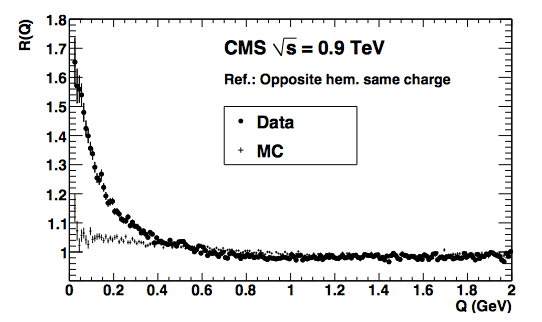 R(Q)
1.8
1.7
1.6
1.5
1.4
1.3
1.2
1.1
1
CMS √s = 0.9 TeV
Ref.: Opposite hem. same charge
Data
MC
0 0.2 0.4 0.6 0.8 1 1.2 1.4 1.6 1.8 2
Q (GeV)